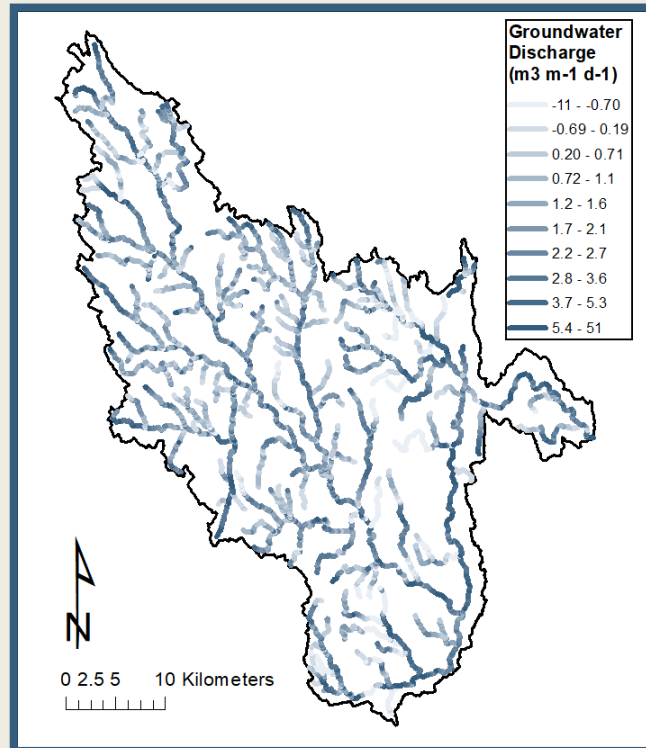 Groundwater
Discharge
(m3 m-1 d-1)
-11 - -0.70
-0.69 - 0.19
0.20 - 0.71
0.72 - 1.1
1.2 - 1.6
1.7 - 2.1
2.2 - 2.7
2.8 - 3.6
3.7 - 5.3
5.4 - 51
N
0 2.5 5 10 Kilometers